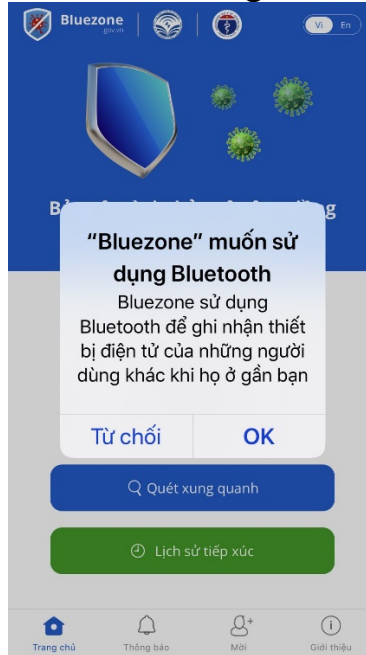 Bluezone
.gov.vn
Vi En
“Bluezone” muốn sử
dụng Bluetooth
Bluezone sử dụng
Bluetooth để ghi nhận thiết
bị điện tử của những người
dùng khác khi họ ở gần bạn
Từ chối OK
Quét xung quanh
Lịch sử tiếp xúc
Trang chủ Thông báo Mời Giới thiệu